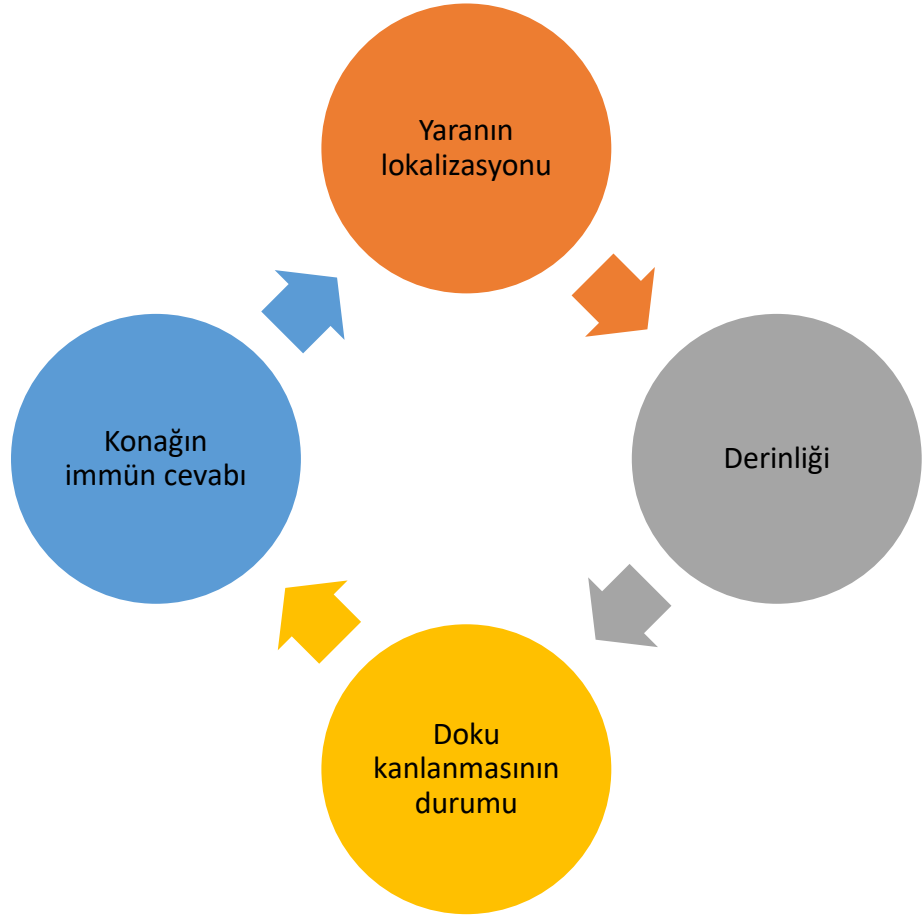 Yaranın
lokalizasyonu
Derinliği
Doku
kanlanmasının
durumu
Konağın
immün cevabı